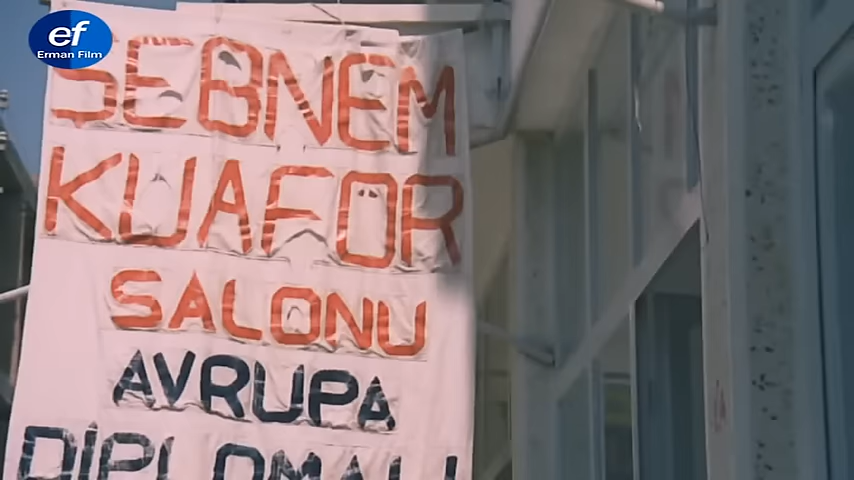 ef
Erman Film
SEBNEM
KUAFOR
SALONU
AVRUPA
DİPLOMALI